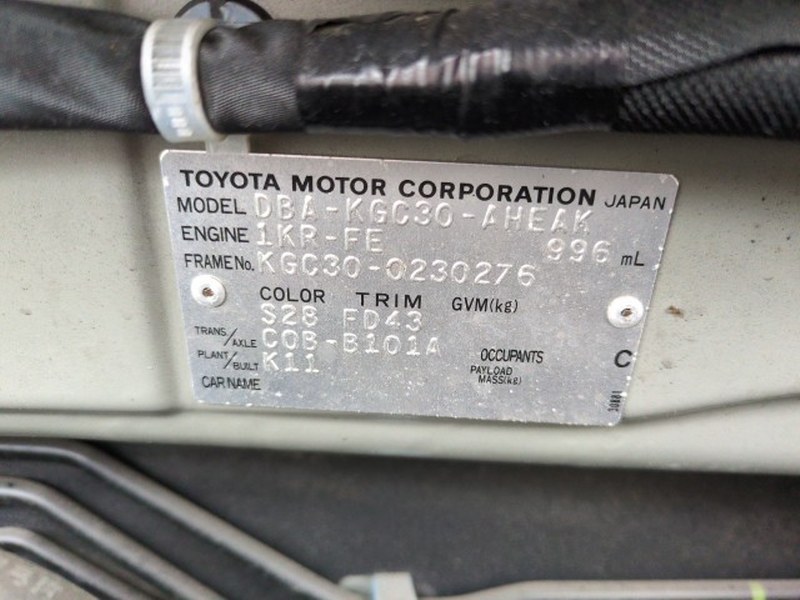 TOYOTA MOTOR CORPORATION JAPAN
MODEL DBA-KGC30-AHEAK
ENGINE 1KR-FE 996 mL
FRAME No. KGC30-0230276
COLOR TRIM GVM(kg)
S28 FD43
TRANS./AXLE C0B-B101A
PLANT/BUILT K11
OCCUPANTS C
PAYLOAD
MASS(kg)
CAR NAME